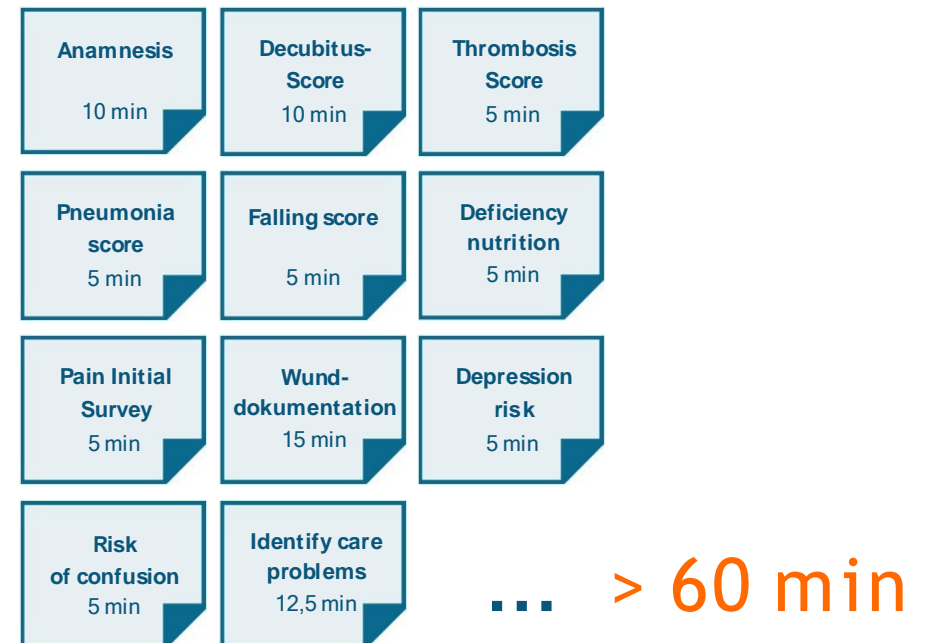 Anamnesis
10 min
Decubitus-
Score
10 min
Thrombosis
Score
5 min
Pneumonia
score
5 min
Falling score
5 min
Deficiency
nutrition
5 min
Pain Initial
Survey
5 min
Wund-
dokumentation
15 min
Depression
risk
5 min
Risk
of confusion
5 min
Identify care
problems
12,5 min
... > 60 min